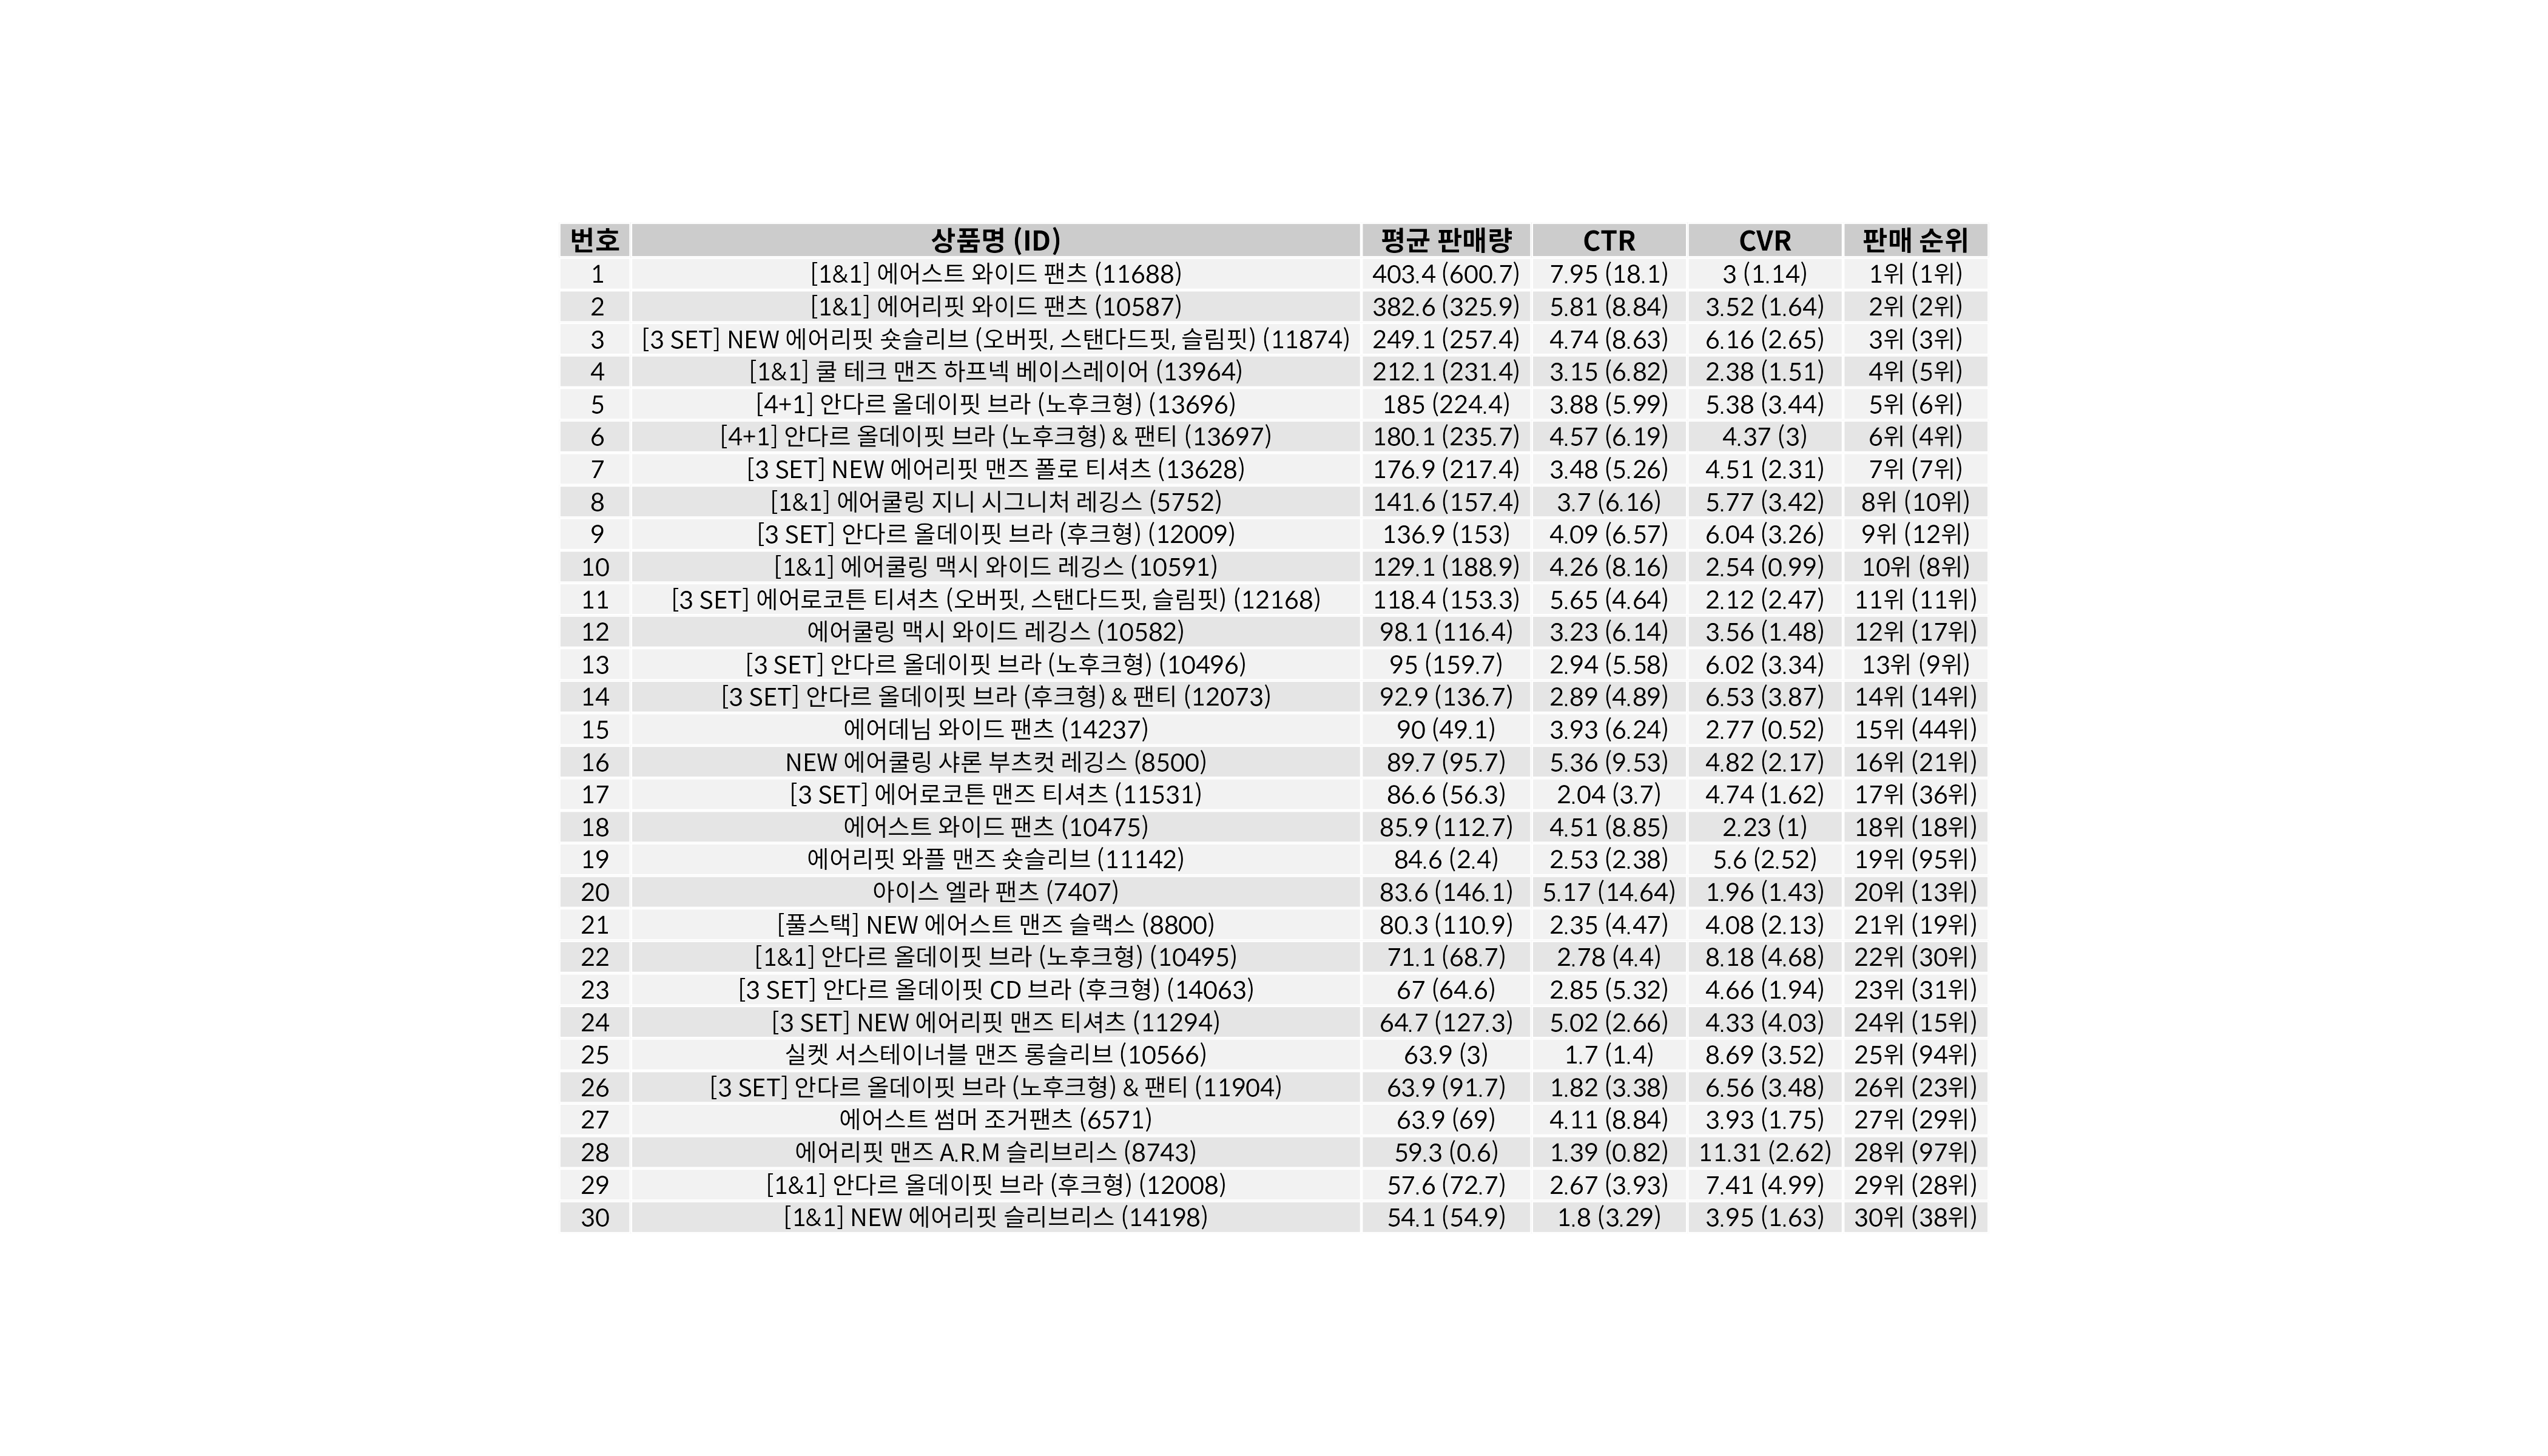 번호 상품명 (ID) 평균 판매량 CTR CVR 판매 순위
1 [1&1] 에어스트 와이드 팬츠 (11688) 403.4 (600.7) 7.95 (18.1) 3 (1.14) 1위 (1위)
2 [1&1] 에어리핏 와이드 팬츠 (10587) 382.6 (325.9) 5.81 (8.84) 3.52 (1.64) 2위 (2위)
3 [3 SET] NEW 에어리핏 숏슬리브 (오버핏, 스탠다드핏, 슬림핏) (11874) 249.1 (257.4) 4.74 (8.63) 6.16 (2.65) 3위 (3위)
4 [1&1] 쿨 테크 맨즈 하프넥 베이스레이어 (13964) 212.1 (231.4) 3.15 (6.82) 2.38 (1.51) 4위 (5위)
5 [4+1] 안다르 올데이핏 브라 (노후크형) (13696) 185 (224.4) 3.88 (5.99) 5.38 (3.44) 5위 (6위)
6 [4+1] 안다르 올데이핏 브라 (노후크형) & 팬티 (13697) 180.1 (235.7) 4.57 (6.19) 4.37 (3) 6위 (4위)
7 [3 SET] NEW 에어리핏 맨즈 폴로 티셔츠 (13628) 176.9 (217.4) 3.48 (5.26) 4.51 (2.31) 7위 (7위)
8 [1&1] 에어쿨링 지니 시그니처 레깅스 (5752) 141.6 (157.4) 3.7 (6.16) 5.77 (3.42) 8위 (10위)
9 [3 SET] 안다르 올데이핏 브라 (후크형) (12009) 136.9 (153) 4.09 (6.57) 6.04 (3.26) 9위 (12위)
10 [1&1] 에어쿨링 맥시 와이드 레깅스 (10591) 129.1 (188.9) 4.26 (8.16) 2.54 (0.99) 10위 (8위)
11 [3 SET] 에어로코튼 티셔츠 (오버핏, 스탠다드핏, 슬림핏) (12168) 118.4 (153.3) 5.65 (4.64) 2.12 (2.47) 11위 (11위)
12 에어쿨링 맥시 와이드 레깅스 (10582) 98.1 (116.4) 3.23 (6.14) 3.56 (1.48) 12위 (17위)
13 [3 SET] 안다르 올데이핏 브라 (노후크형) (10496) 95 (159.7) 2.94 (5.58) 6.02 (3.34) 13위 (9위)
14 [3 SET] 안다르 올데이핏 브라 (후크형) & 팬티 (12073) 92.9 (136.7) 2.89 (4.89) 6.53 (3.87) 14위 (14위)
15 에어데님 와이드 팬츠 (14237) 90 (49.1) 3.93 (6.24) 2.77 (0.52) 15위 (44위)
16 NEW 에어쿨링 샤론 부츠컷 레깅스 (8500) 89.7 (95.7) 5.36 (9.53) 4.82 (2.17) 16위 (21위)
17 [3 SET] 에어로코튼 맨즈 티셔츠 (11531) 86.6 (56.3) 2.04 (3.7) 4.74 (1.62) 17위 (36위)
18 에어스트 와이드 팬츠 (10475) 85.9 (112.7) 4.51 (8.85) 2.23 (1) 18위 (18위)
19 에어리핏 와플 맨즈 숏슬리브 (11142) 84.6 (2.4) 2.53 (2.38) 5.6 (2.52) 19위 (95위)
20 아이스 엘라 팬츠 (7407) 83.6 (146.1) 5.17 (14.64) 1.96 (1.43) 20위 (13위)
21 [풀스택] NEW 에어스트 맨즈 슬랙스 (8800) 80.3 (110.9) 2.35 (4.47) 4.08 (2.13) 21위 (19위)
22 [1&1] 안다르 올데이핏 브라 (노후크형) (10495) 71.1 (68.7) 2.78 (4.4) 8.18 (4.68) 22위 (30위)
23 [3 SET] 안다르 올데이핏 CD 브라 (후크형) (14063) 67 (64.6) 2.85 (5.32) 4.66 (1.94) 23위 (31위)
24 [3 SET] NEW 에어리핏 맨즈 티셔츠 (11294) 64.7 (127.3) 5.02 (2.66) 4.33 (4.03) 24위 (15위)
25 실켓 서스테이너블 맨즈 롱슬리브 (10566) 63.9 (3) 1.7 (1.4) 8.69 (3.52) 25위 (94위)
26 [3 SET] 안다르 올데이핏 브라 (노후크형) & 팬티 (11904) 63.9 (91.7) 1.82 (3.38) 6.56 (3.48) 26위 (23위)
27 에어스트 썸머 조거팬츠 (6571) 63.9 (69) 4.11 (8.84) 3.93 (1.75) 27위 (29위)
28 에어리핏 맨즈 A.R.M 슬리브리스 (8743) 59.3 (0.6) 1.39 (0.82) 11.31 (2.62) 28위 (97위)
29 [1&1] 안다르 올데이핏 브라 (후크형) (12008) 57.6 (72.7) 2.67 (3.93) 7.41 (4.99) 29위 (28위)
30 [1&1] NEW 에어리핏 슬리브리스 (14198) 54.1 (54.9) 1.8 (3.29) 3.95 (1.63) 30위 (38위)